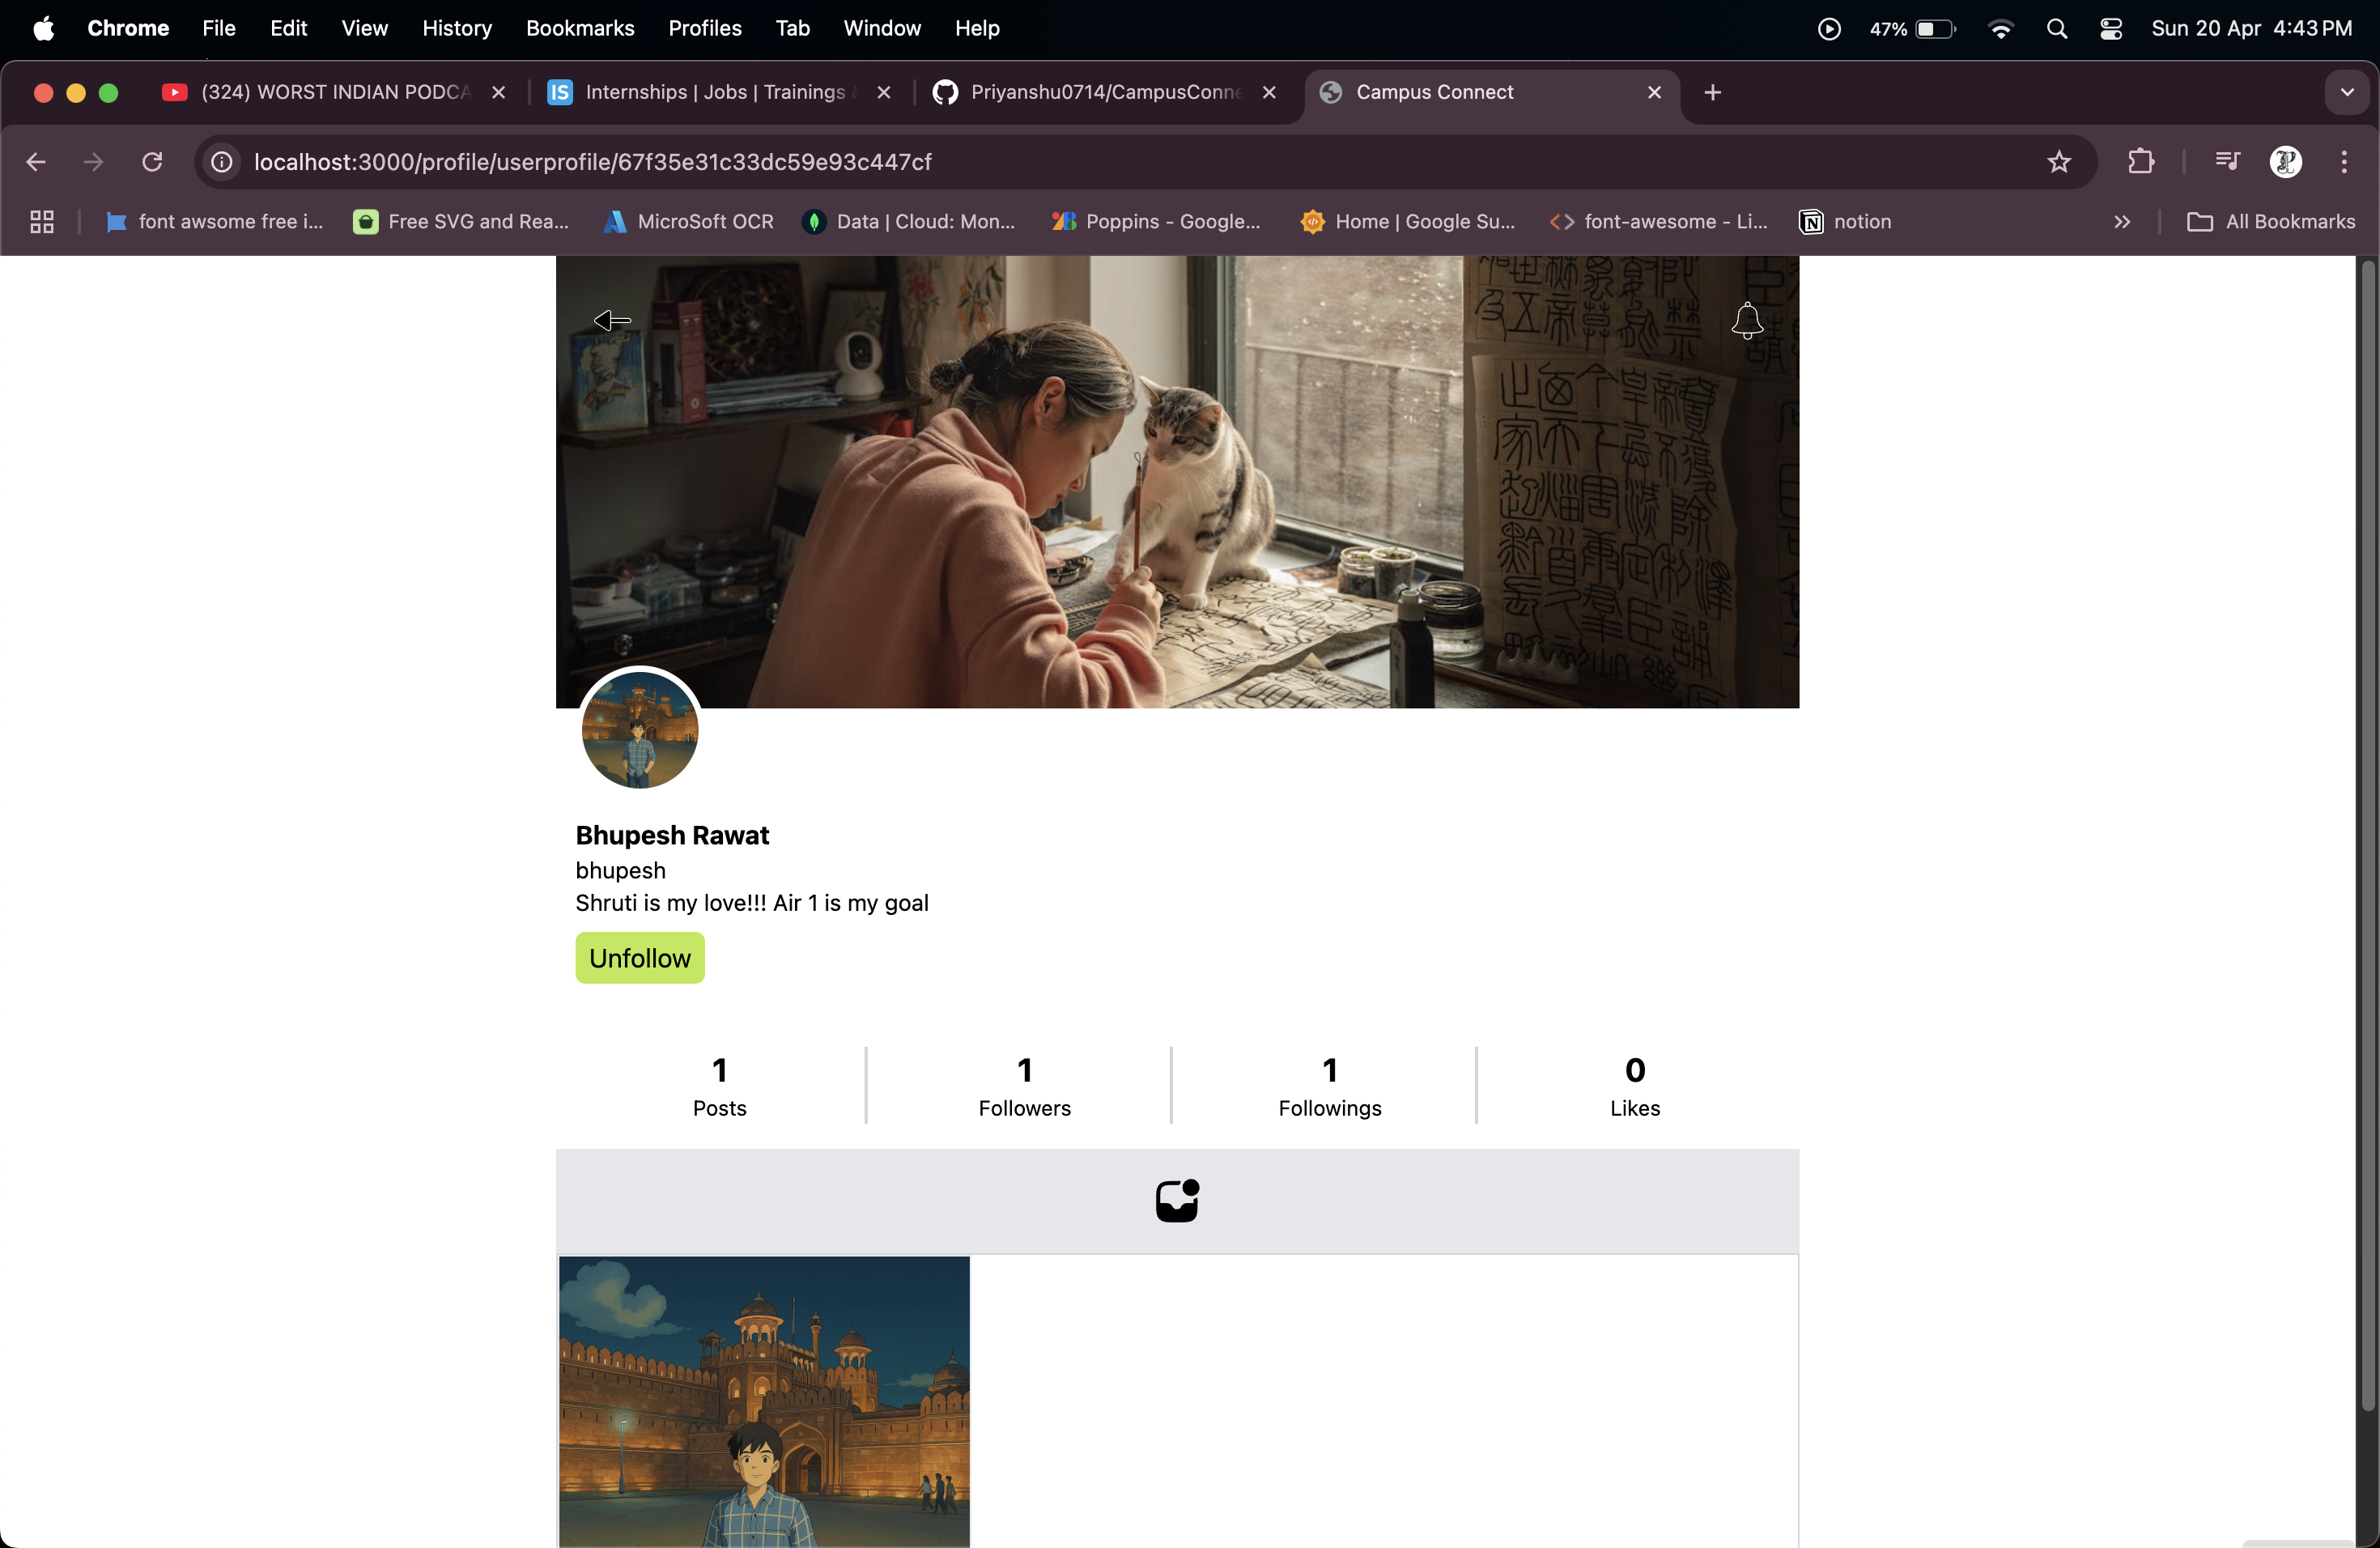 Chrome File Edit View History Bookmarks Profiles Tab Window Help 47% Sun 20 Apr 4:43 PM
(324) WORST INDIAN PODCA Internships | Jobs | Trainings Priyanshu0714/CampusConne Campus Connect
localhost:3000/profile/userprofile/67f35e31c33dc59e93c447cf
font awsome free i... Free SVG and Rea... MicroSoft OCR Data | Cloud: Mon... Poppins - Google... Home | Google Su... font-awesome - Li... notion All Bookmarks
Bhupesh Rawat
bhupesh
Shruti is my love!!! Air 1 is my goal
Unfollow
1 1 1 0
Posts Followers Followings Likes